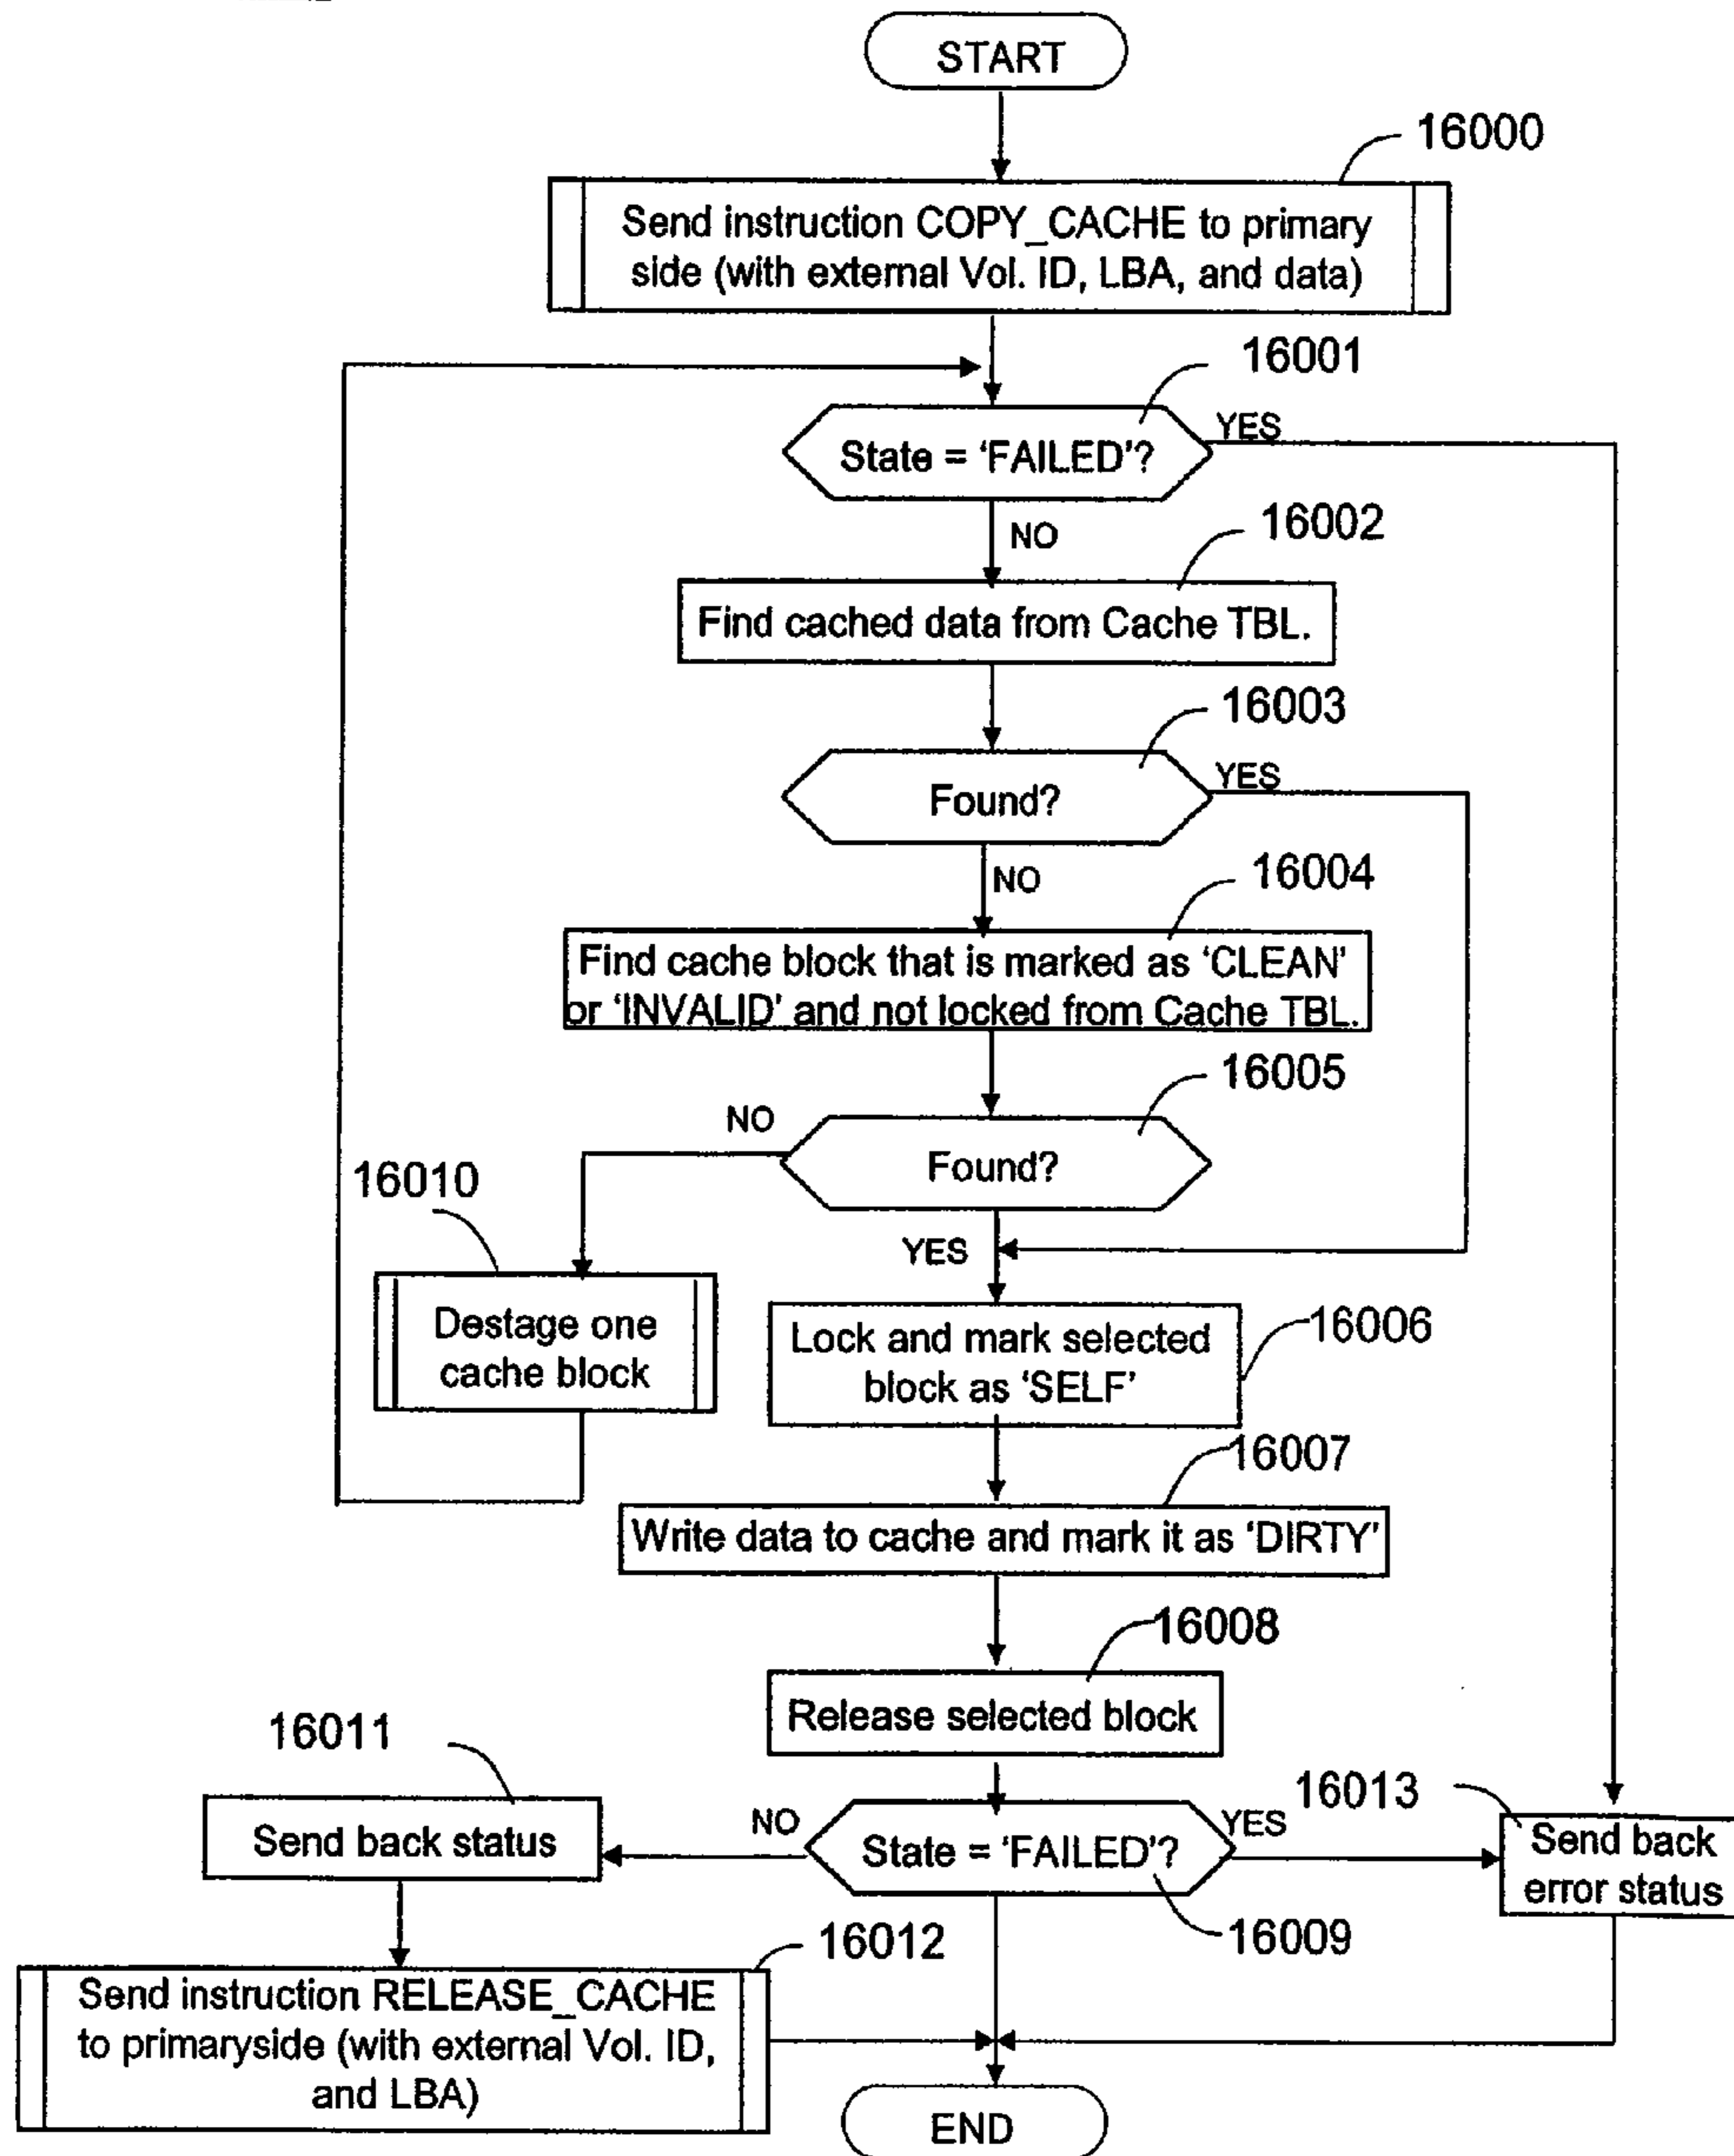 START
16000
Send instruction COPY_CACHE to primary
side (with external Vol. ID, LBA, and data)
16001
State = ‘FAILED’?
YES
NO
16002
Find cached data from Cache TBL.
16003
Found?
YES
NO
16004
Find cache block that is marked as ‘CLEAN’
or ‘INVALID’ and not locked from Cache TBL.
16005
NO
Found?
16010
YES
Destage one
cache block
Lock and mark selected
block as ‘SELF’
16006
16007
Write data to cache and mark it as ‘DIRTY’
16008
Release selected block
16011
16013
Send back status
NO
State = ‘FAILED’?
YES
Send back
error status
16009
16012
Send instruction RELEASE_CACHE
to primaryside (with external Vol. ID,
and LBA)
END